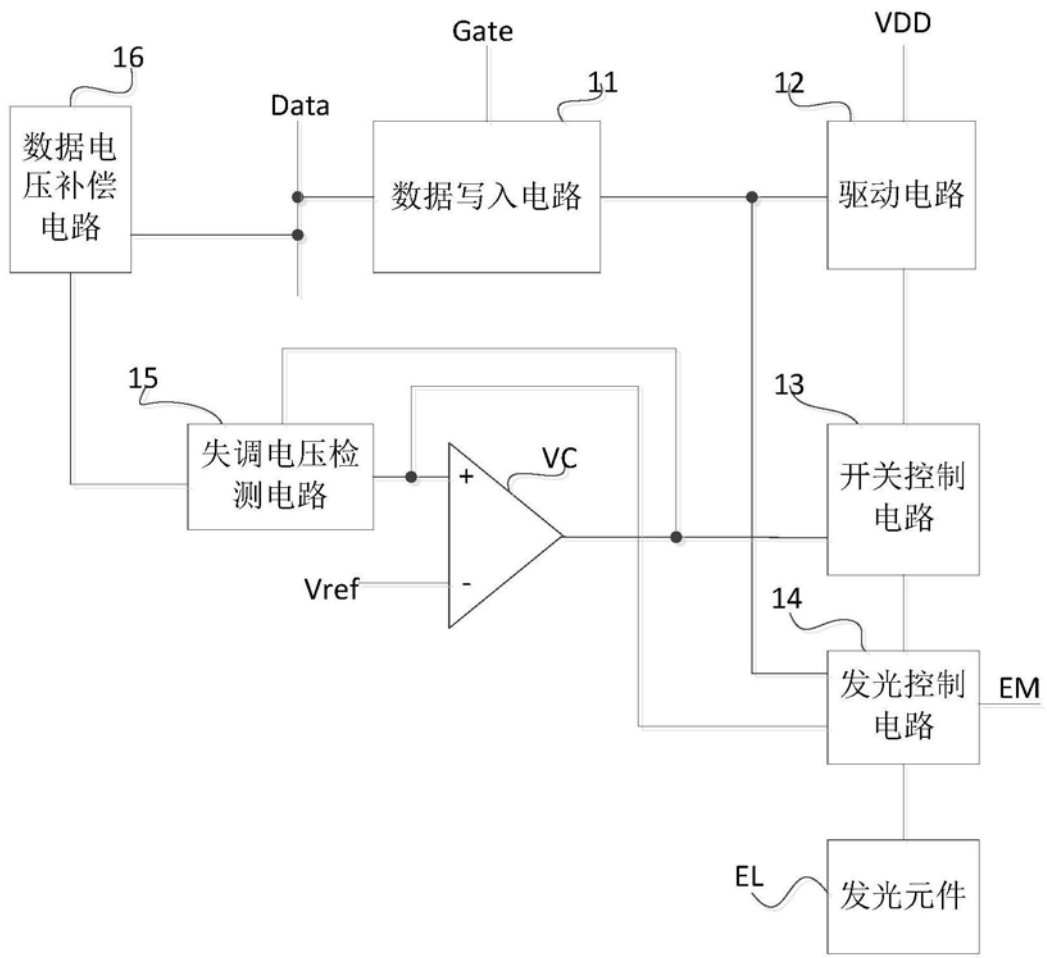 Gate
VDD
16
11
12
Data
数据电
压补偿
电路
数据写入电路
驱动电路
15
13
失调电压检
测电路
+
VC
开关控制
电路
Vref
-
14
发光控制
电路
EM
EL
发光元件